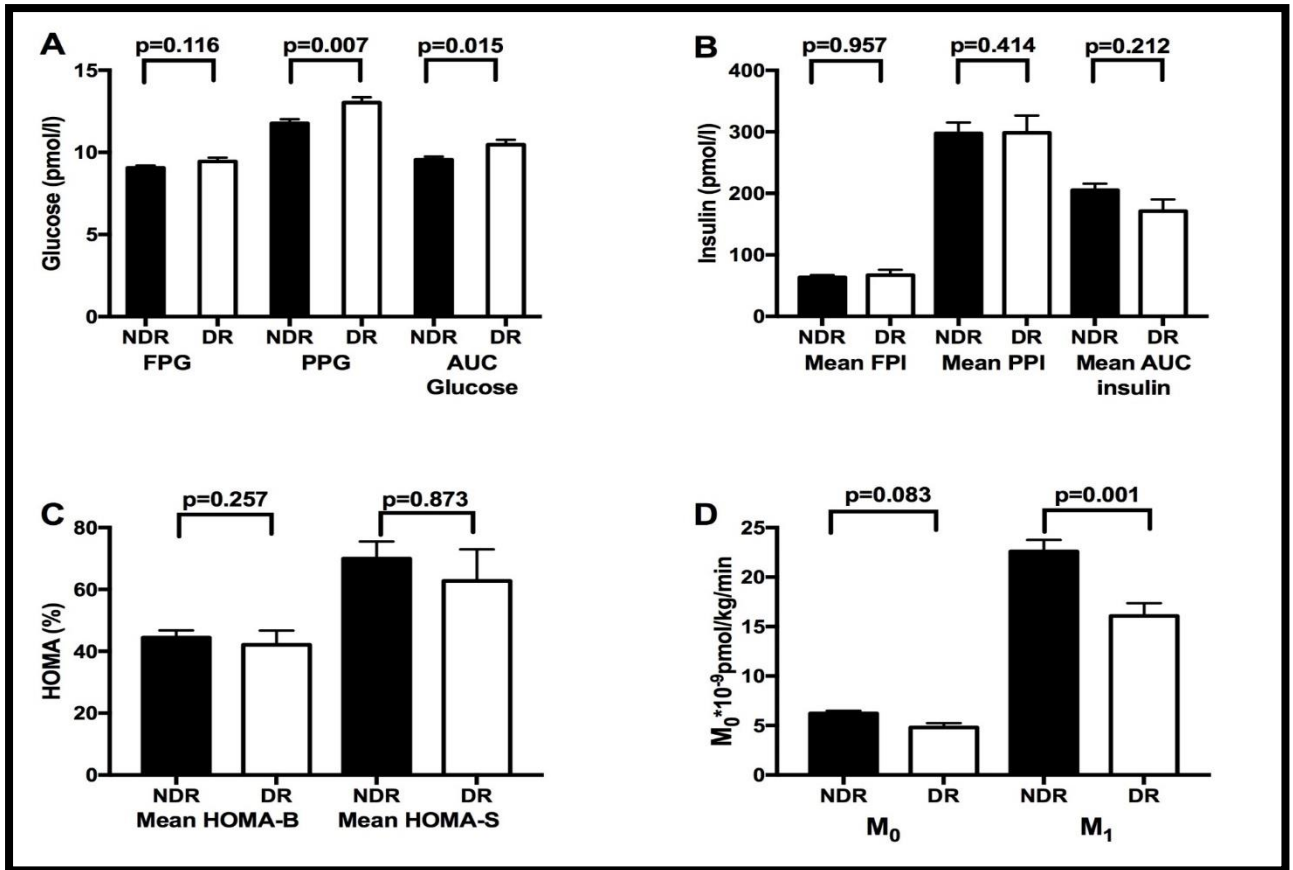 A
p=0.116 p=0.007 p=0.015
Glucose (pmol/l)
15
10
5
0
NDR DR NDR DR NDR DR
FPG PPG AUC
Glucose
B
p=0.957 p=0.414 p=0.212
Insulin (pmol/l)
400
300
200
100
0
NDR DR NDR DR NDR DR
Mean FPI Mean PPI Mean AUC
insulin
C
p=0.257 p=0.873
HOMA (%)
80
60
40
20
0
NDR DR NDR DR
Mean HOMA-B Mean HOMA-S
D
p=0.083 p=0.001
M₀*10⁻⁹pmol/kg/min
25
20
15
10
5
0
NDR DR NDR DR
M₀ M₁